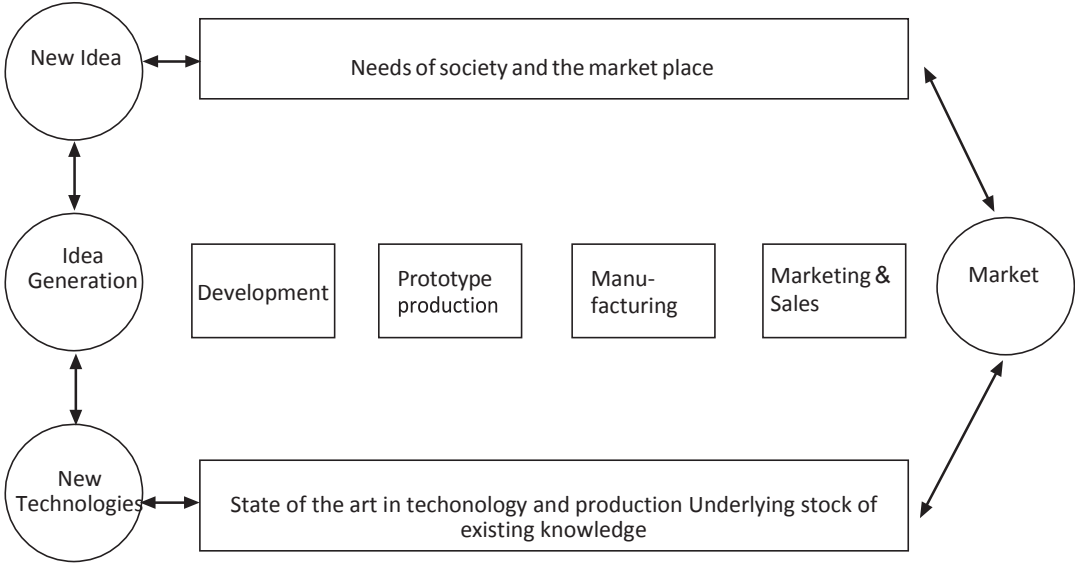 New Idea
Needs of society and the market place
Idea
Generation
Development
Prototype
production
Manu-
facturing
Marketing &
Sales
Market
New
Technologies
State of the art in techonology and production Underlying stock of
existing knowledge